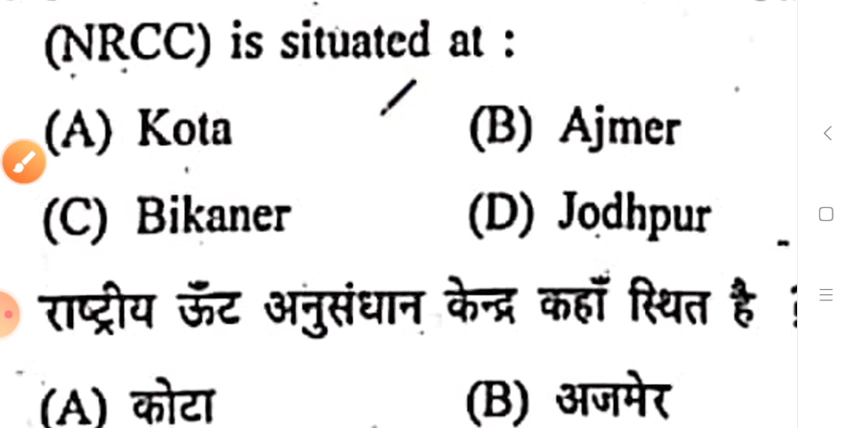 (NRCC) is situated at :
(A) Kota (B) Ajmer
(C) Bikaner (D) Jodhpur
राष्ट्रीय ऊँट अनुसंधान केन्द्र कहाँ स्थित है ?
(A) कोटा (B) अजमेर